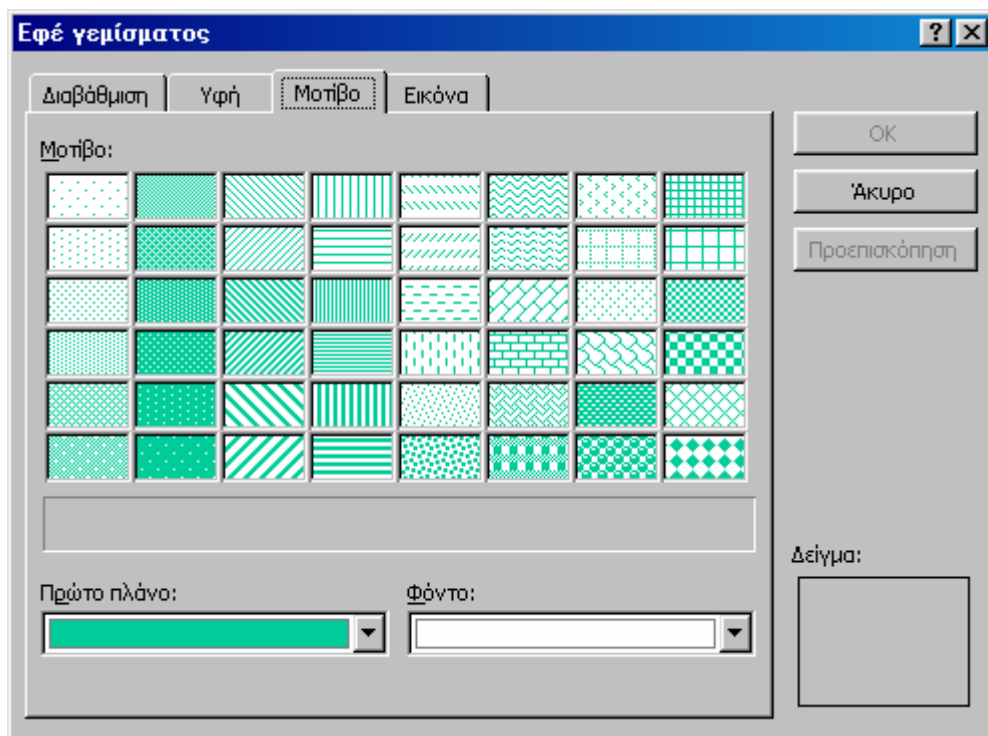 Εφέ γεμίσματος
Διαβάθμιση Υφή Μοτίβο Εικόνα
Μοτίβο:
OK
Άκυρο
Προεπισκόπηση
Δείγμα:
Πρώτο πλάνο: Φόντο: